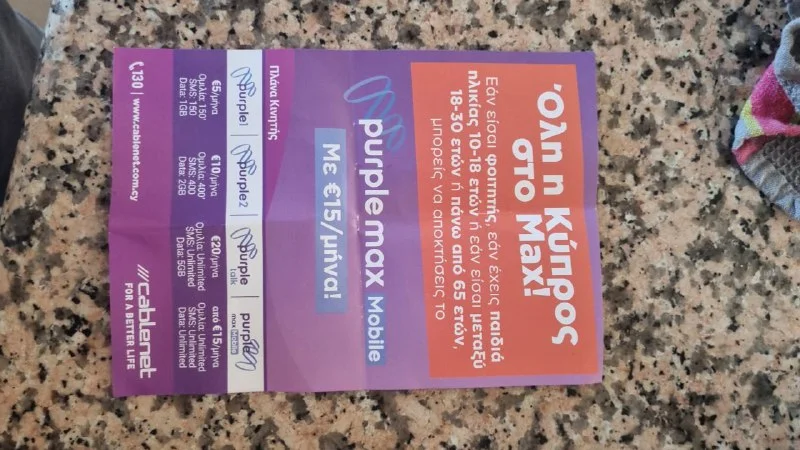 Όλη η Κύπρος
στο Max!
Εάν είσαι φοιτητής, εάν έχεις παιδιά
ηλικίας 10-18 ετών ή εάν είσαι μεταξύ
18-30 ετών ή πάνω από 65 ετών,
μπορείς να αποκτήσεις το
purple max Mobile
Με €15/μήνα!
Πλάνα Κινητής
purple1
purple2
purple
talk
purple
max Mobile
€5/μήνα
Ομιλία: 150'
SMS: 150
Data: 1GB
€10/μήνα
Ομιλία: 400'
SMS: 400
Data: 2GB
€20/μήνα
Ομιλία: Unlimited
SMS: Unlimited
Data: 5GB
από €15/μήνα
Ομιλία: Unlimited
SMS: Unlimited
Data: Unlimited
130 | www.cablenet.com.cy
cablenet
FOR A BETTER LIFE